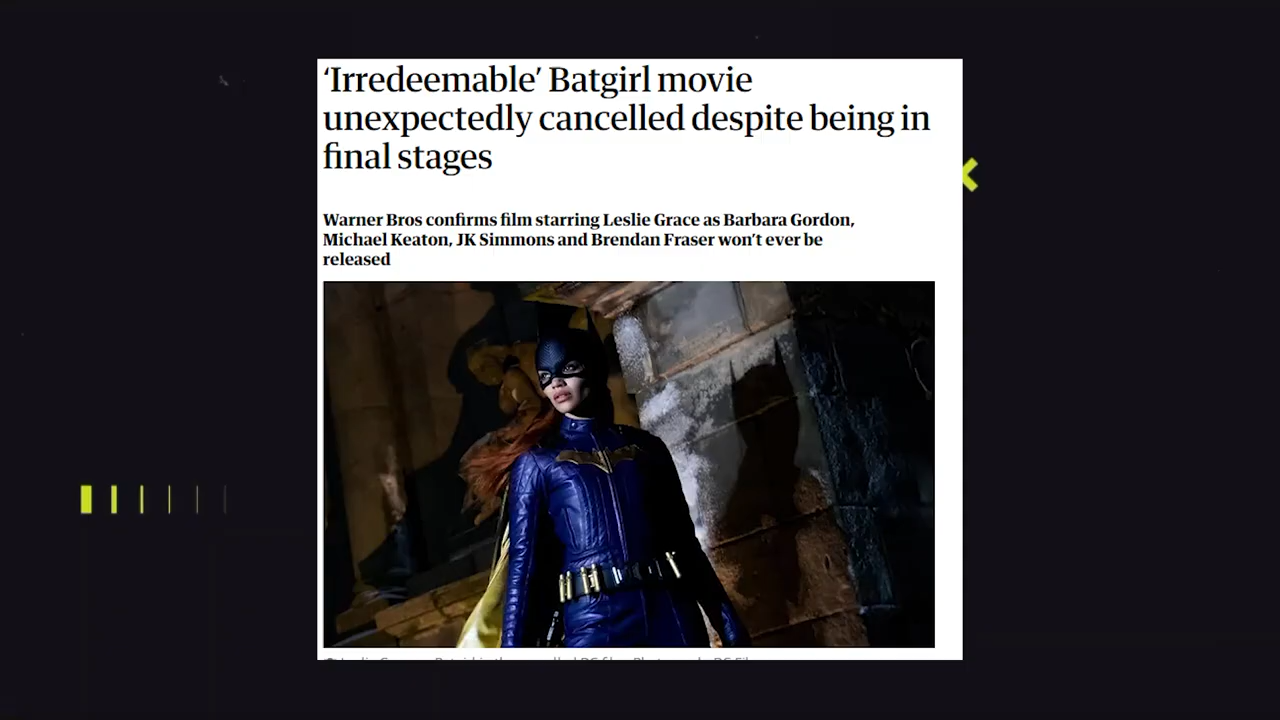 ‘Irredeemable’ Batgirl movie
unexpectedly cancelled despite being in
final stages
Warner Bros confirms film starring Leslie Grace as Barbara Gordon,
Michael Keaton, JK Simmons and Brendan Fraser won’t ever be
released